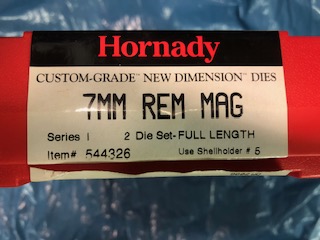 Hornady
CUSTOM-GRADE™ NEW DIMENSION™ DIES
7MM REM MAG
Series I 2 Die Set-FULL LENGTH
Item# 544326 Use Shellholder # 5